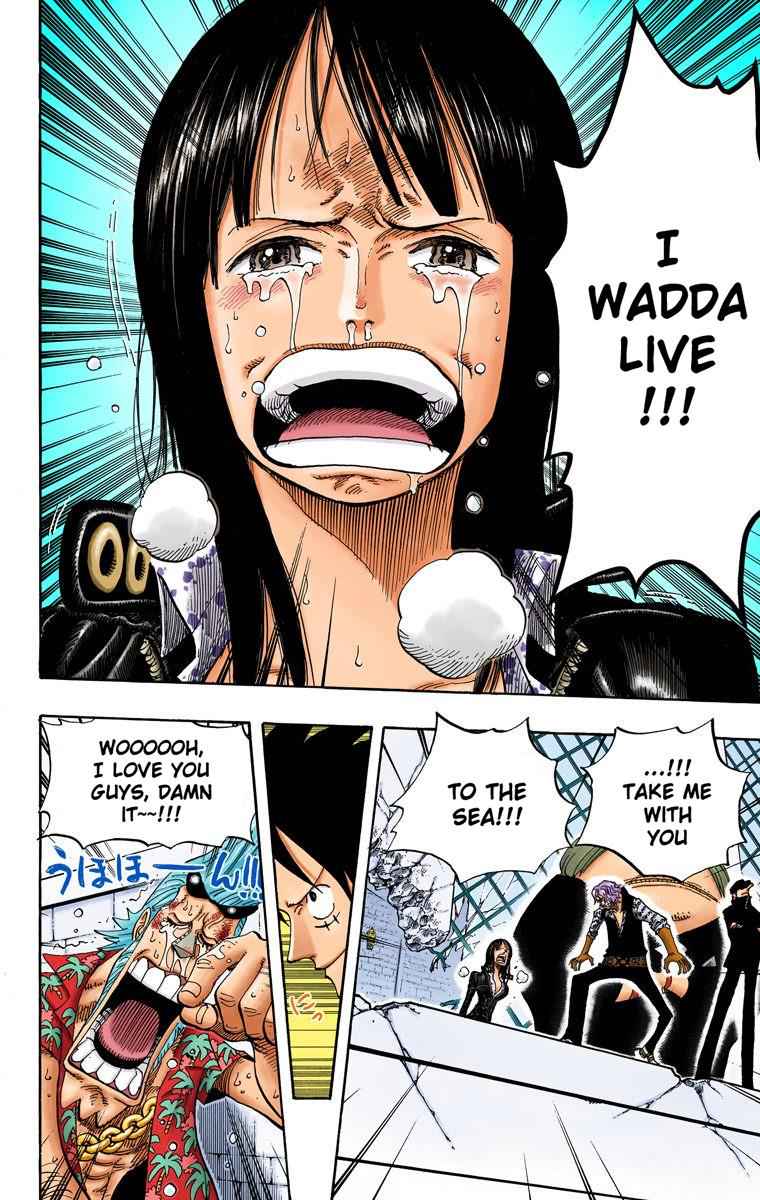 I
WADDA
LIVE
!!!
...!!!
TAKE ME
WITH
YOU
TO THE
SEA!!!
WOOOOOH,
I LOVE YOU
GUYS, DAMN
IT~~!!!
うほほーん!!!